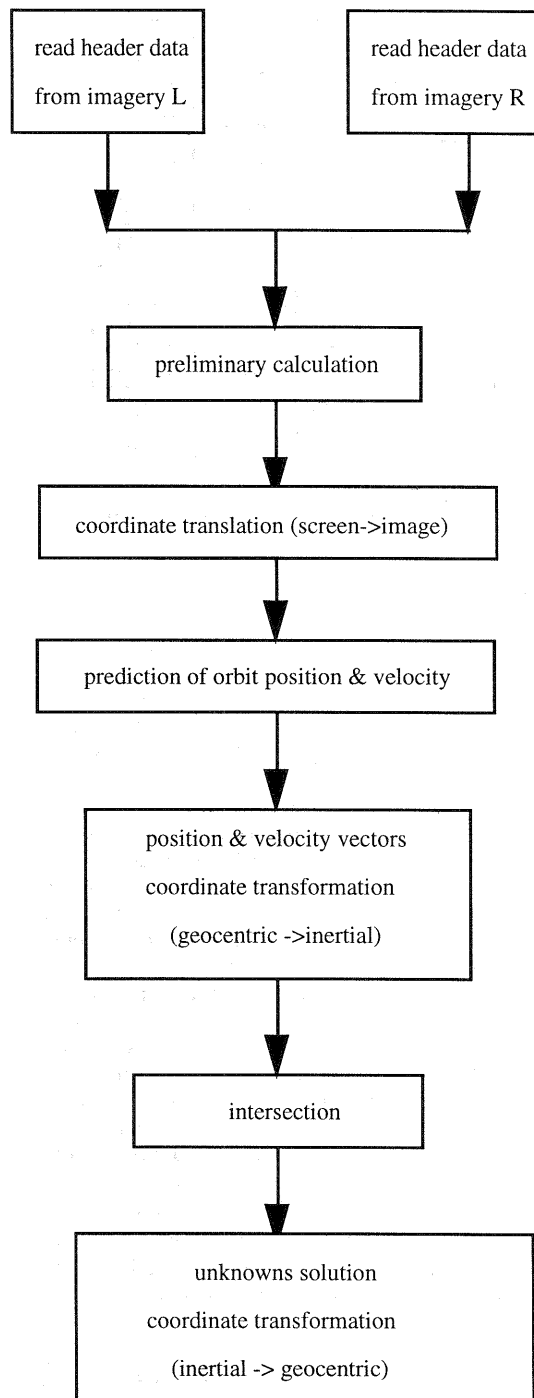 read header data
from imagery L
read header data
from imagery R
preliminary calculation
coordinate translation (screen->image)
prediction of orbit position & velocity
position & velocity vectors
coordinate transformation
(geocentric ->inertial)
intersection
unknowns solution
coordinate transformation
(inertial -> geocentric)